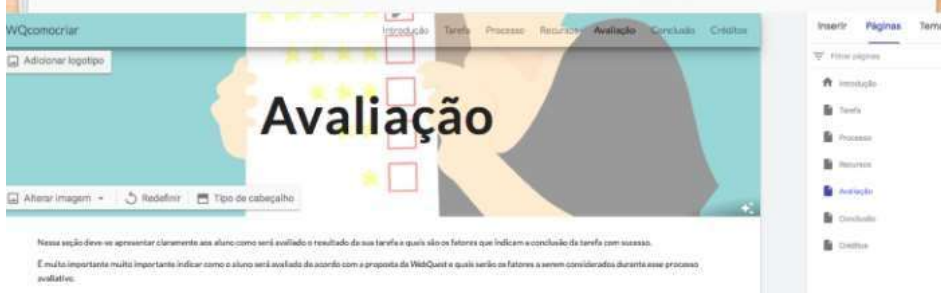 WQcomocriar
Introdução Tarefa Processo Recursos Avaliação Conclusão Créditos
Inserir Páginas Tema
Adicionar logotipo
Filtrar páginas
Avaliação
Introdução
Tarefa
Processo
Recursos
Alterar imagem Redefinir Tipo de cabeçalho
Avaliação
Conclusão
Créditos
Nessa seção deve-se apresentar claramente aos aluno como será avaliado o resultado da sua tarefa e quais são os fatores que indicam a conclusão da tarefa com sucesso.
É muito importante muito importante indicar como o aluno será avaliado de acordo com a proposta da WebQuest e quais serão os fatores a serem considerados durante esse processo
avaliativo.